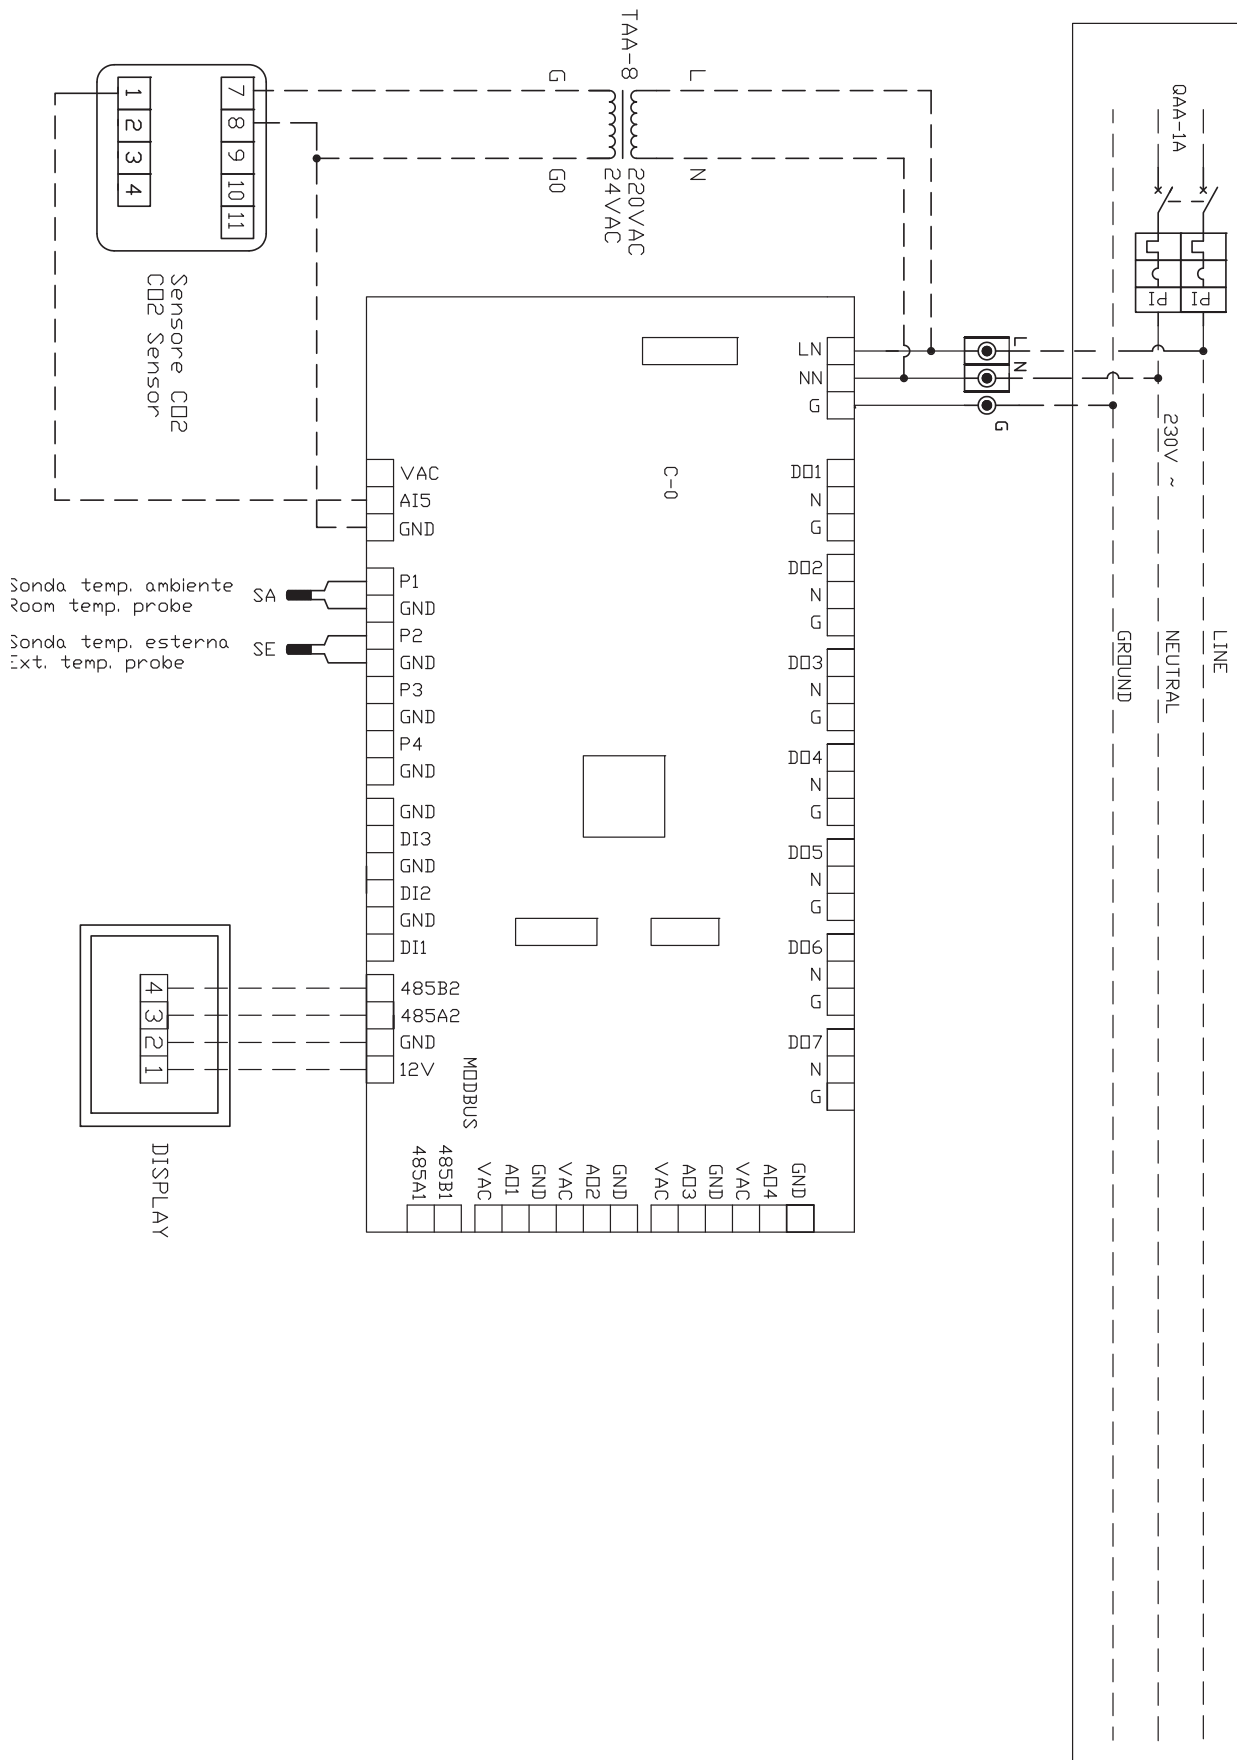 TAA-8
G
L
G0
N
220VAC
24VAC
QAA-1A
PI
PI
1
2
3
4
7
8
9
10
11
Sensore CO2
CO2 Sensor
L
N
G
230V ~
LINE
NEUTRAL
GROUND
C-0
LN
NN
G
DO1
N
G
DO2
N
G
DO3
N
G
DO4
N
G
DO5
N
G
DO6
N
G
DO7
N
G
VAC
AI5
GND
P1
GND
P2
GND
P3
GND
P4
GND
GND
DI3
GND
DI2
GND
DI1
485B2
485A2
GND
12V
Sonda temp. ambiente
Room temp. probe
SA
Sonda temp. esterna
Ext. temp. probe
SE
4
3
2
1
DISPLAY
MODBUS
485A1
485B1
VAC
AO1
GND
VAC
AO2
GND
VAC
AO3
GND
VAC
AO4
GND